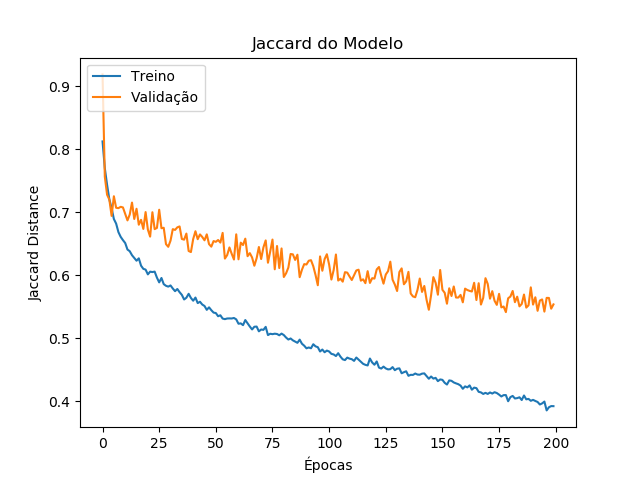 Jaccard do Modelo
Treino
Validação
Jaccard Distance
0.9
0.8
0.7
0.6
0.5
0.4
0 25 50 75 100 125 150 175 200
Épocas